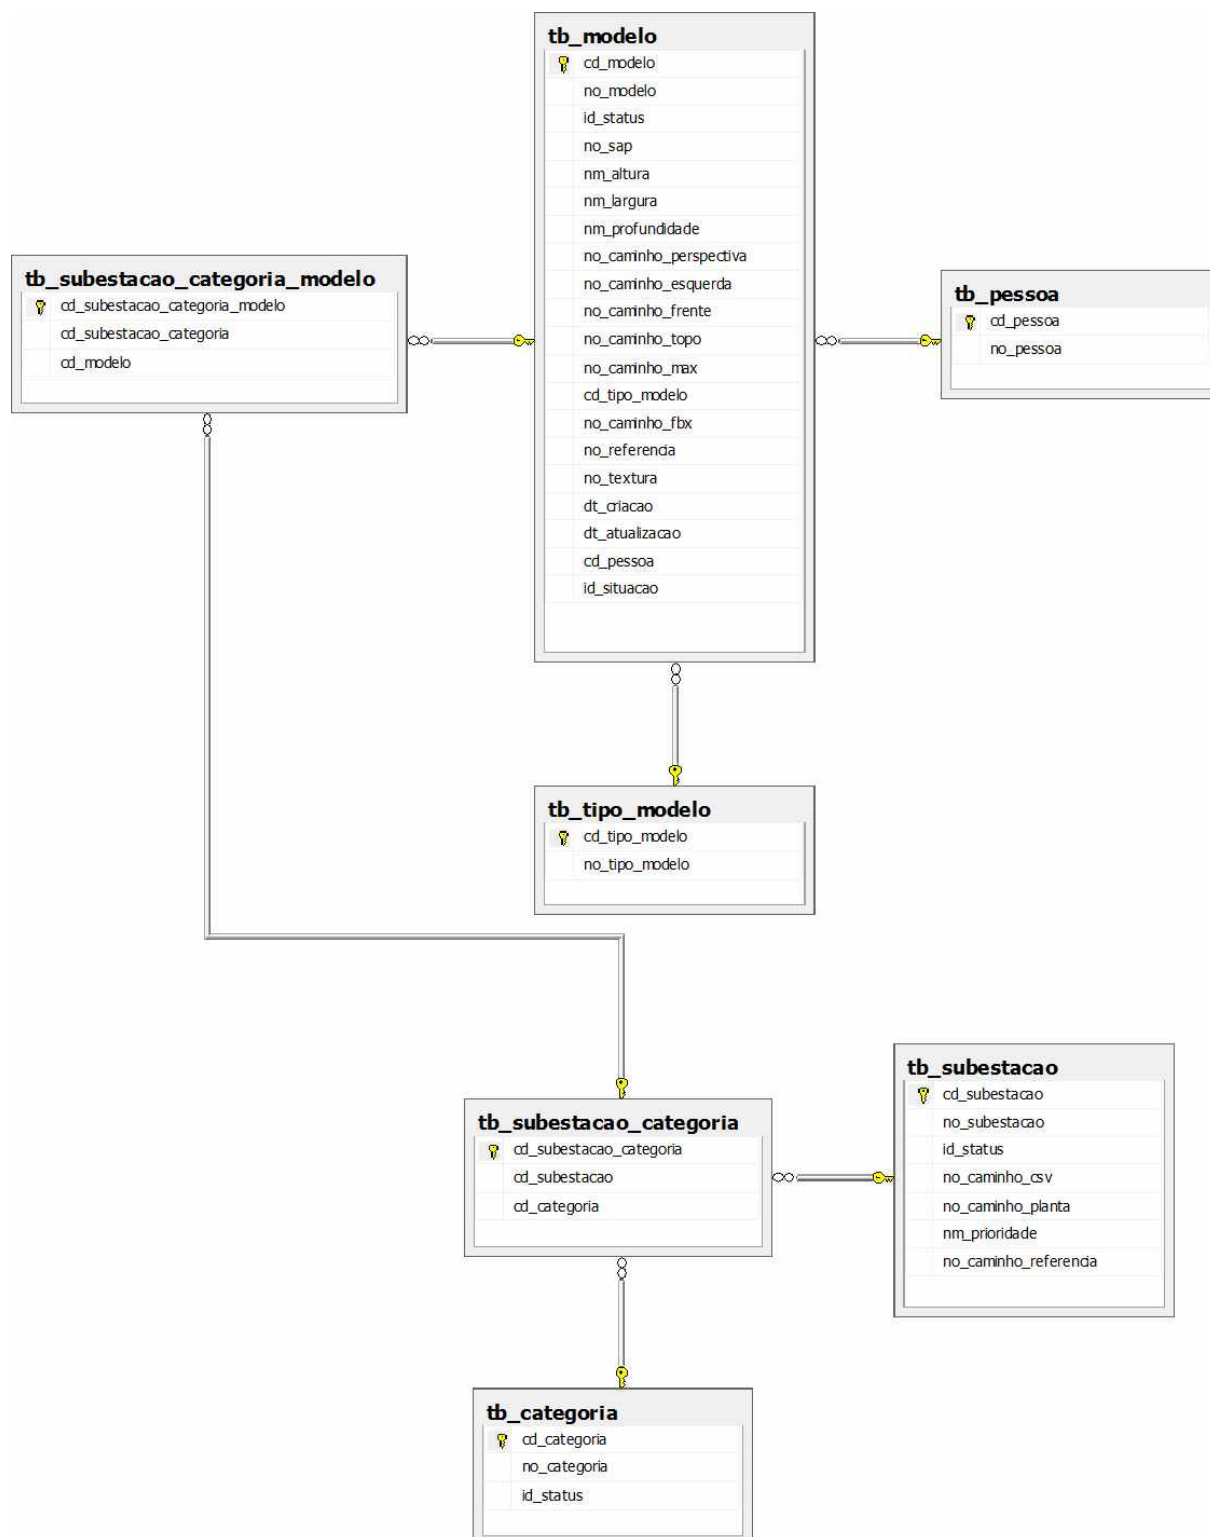 tb_modelo
cd_modelo
no_modelo
id_status
no_sap
nm_altura
nm_largura
nm_profundidade
no_caminho_perspectiva
no_caminho_esquerda
no_caminho_frente
no_caminho_topo
no_caminho_max
cd_tipo_modelo
no_caminho_fbx
no_referencia
no_textura
dt_criacao
dt_atualizacao
cd_pessoa
id_situacao
tb_subestacao_categoria_modelo
cd_subestacao_categoria_modelo
cd_subestacao_categoria
cd_modelo
tb_pessoa
cd_pessoa
no_pessoa
tb_tipo_modelo
cd_tipo_modelo
no_tipo_modelo
tb_subestacao
cd_subestacao
no_subestacao
id_status
no_caminho_csv
no_caminho_planta
nm_prioridade
no_caminho_referencia
tb_subestacao_categoria
cd_subestacao_categoria
cd_subestacao
cd_categoria
tb_categoria
cd_categoria
no_categoria
id_status